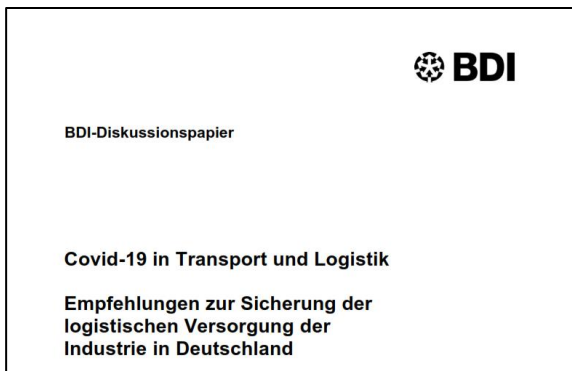 BDI
BDI-Diskussionspapier
Covid-19 in Transport und Logistik
Empfehlungen zur Sicherung der
logistischen Versorgung der
Industrie in Deutschland